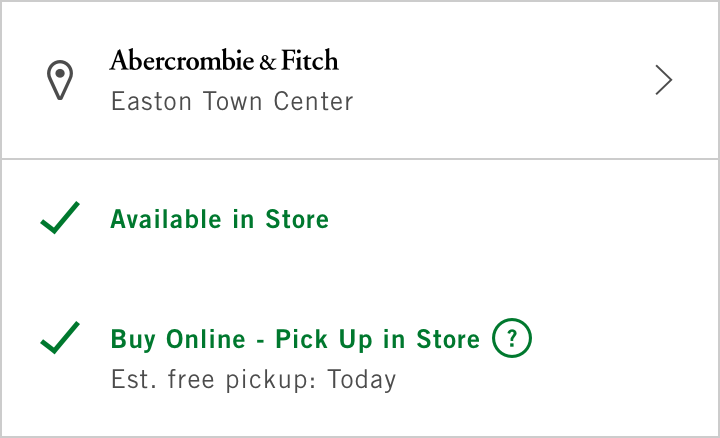 Abercrombie & Fitch
Easton Town Center
Available in Store
Buy Online - Pick Up in Store ?
Est. free pickup: Today